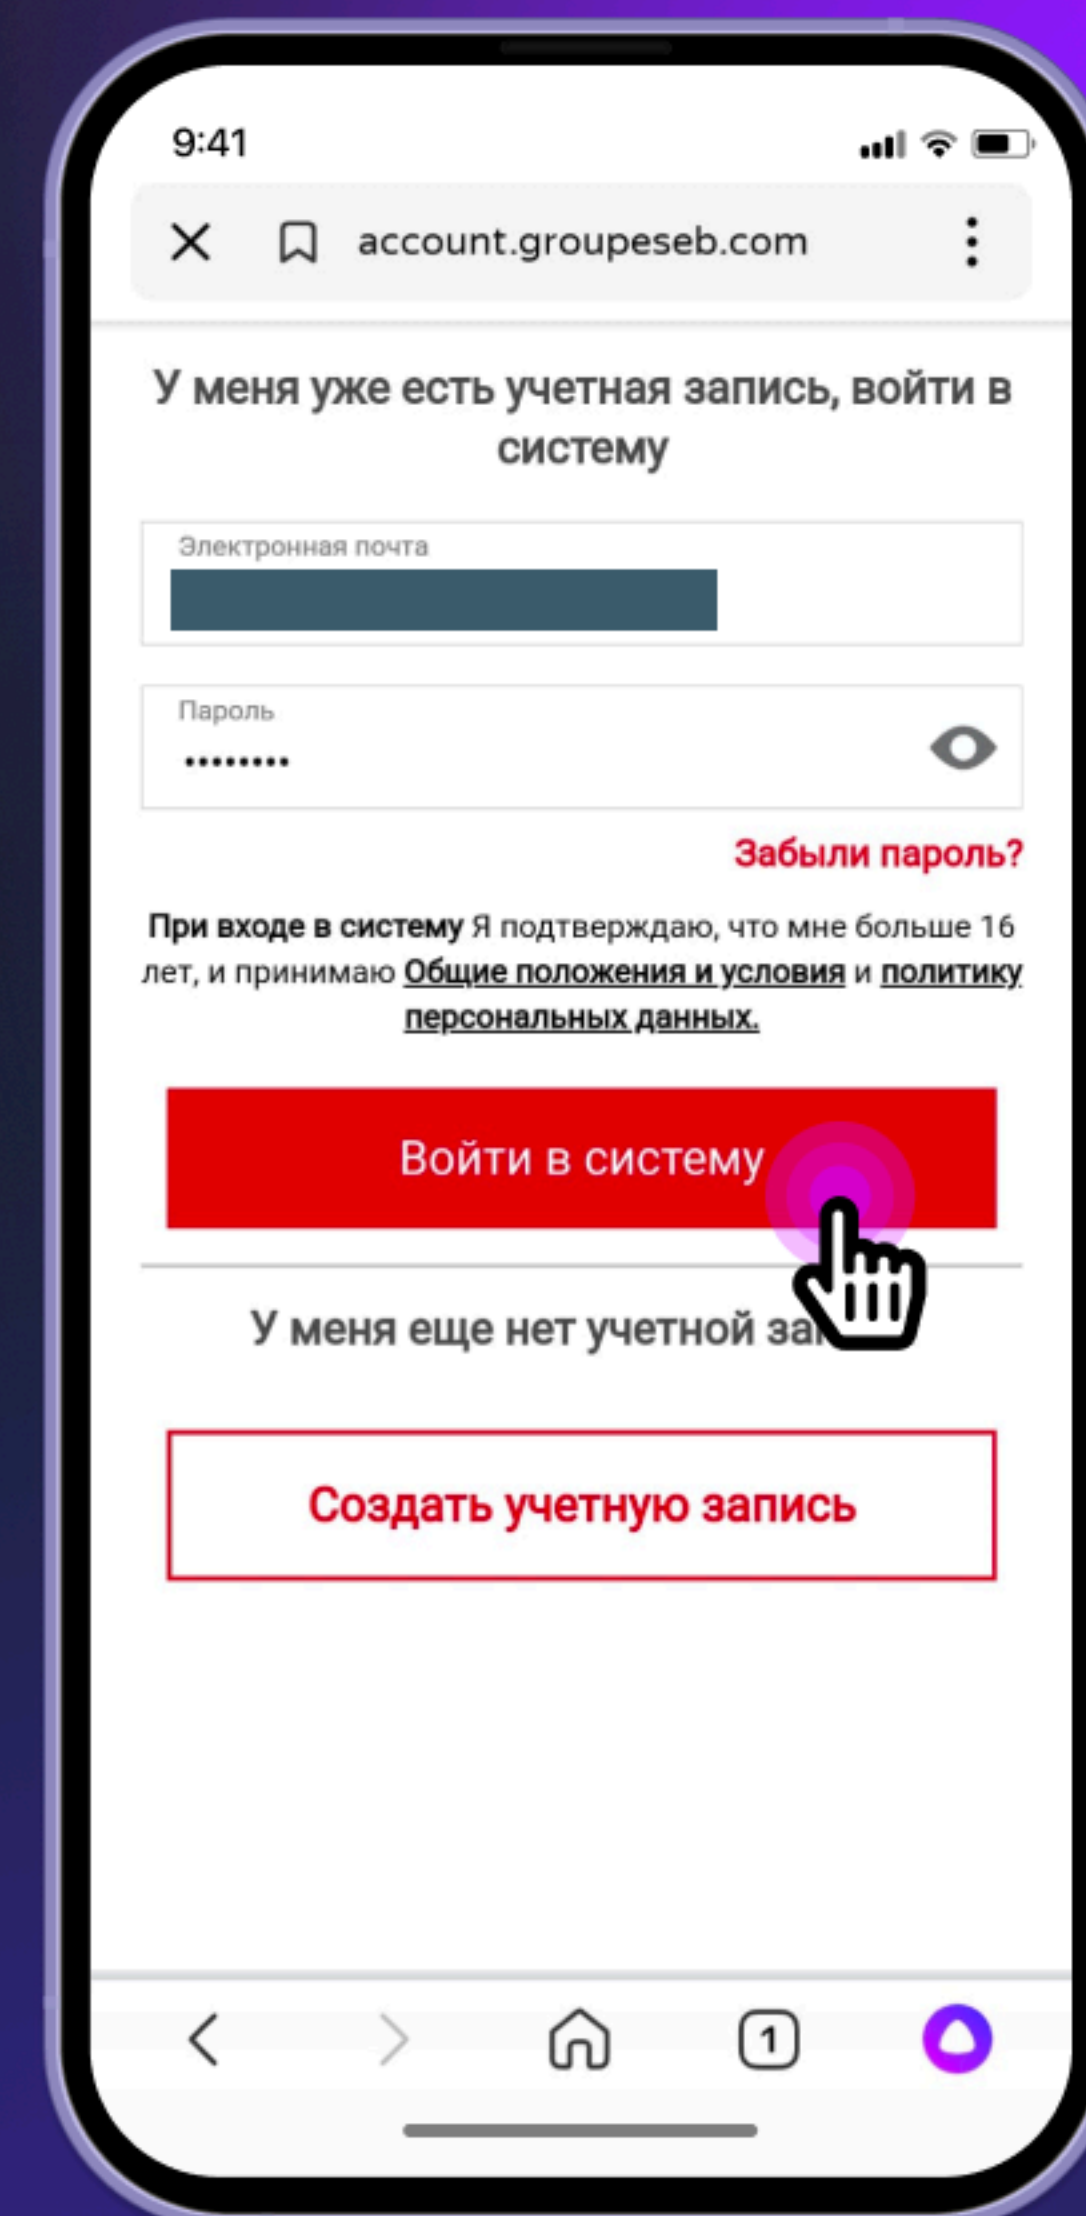 9:41
account.groupeseb.com
У меня уже есть учетная запись, войти в
систему
Электронная почта
Пароль
••••••••
Забыли пароль?
При входе в систему Я подтверждаю, что мне больше 16
лет, и принимаю Общие положения и условия и политику
персональных данных.
Войти в систему
У меня еще нет учетной
Создать учетную запись
1